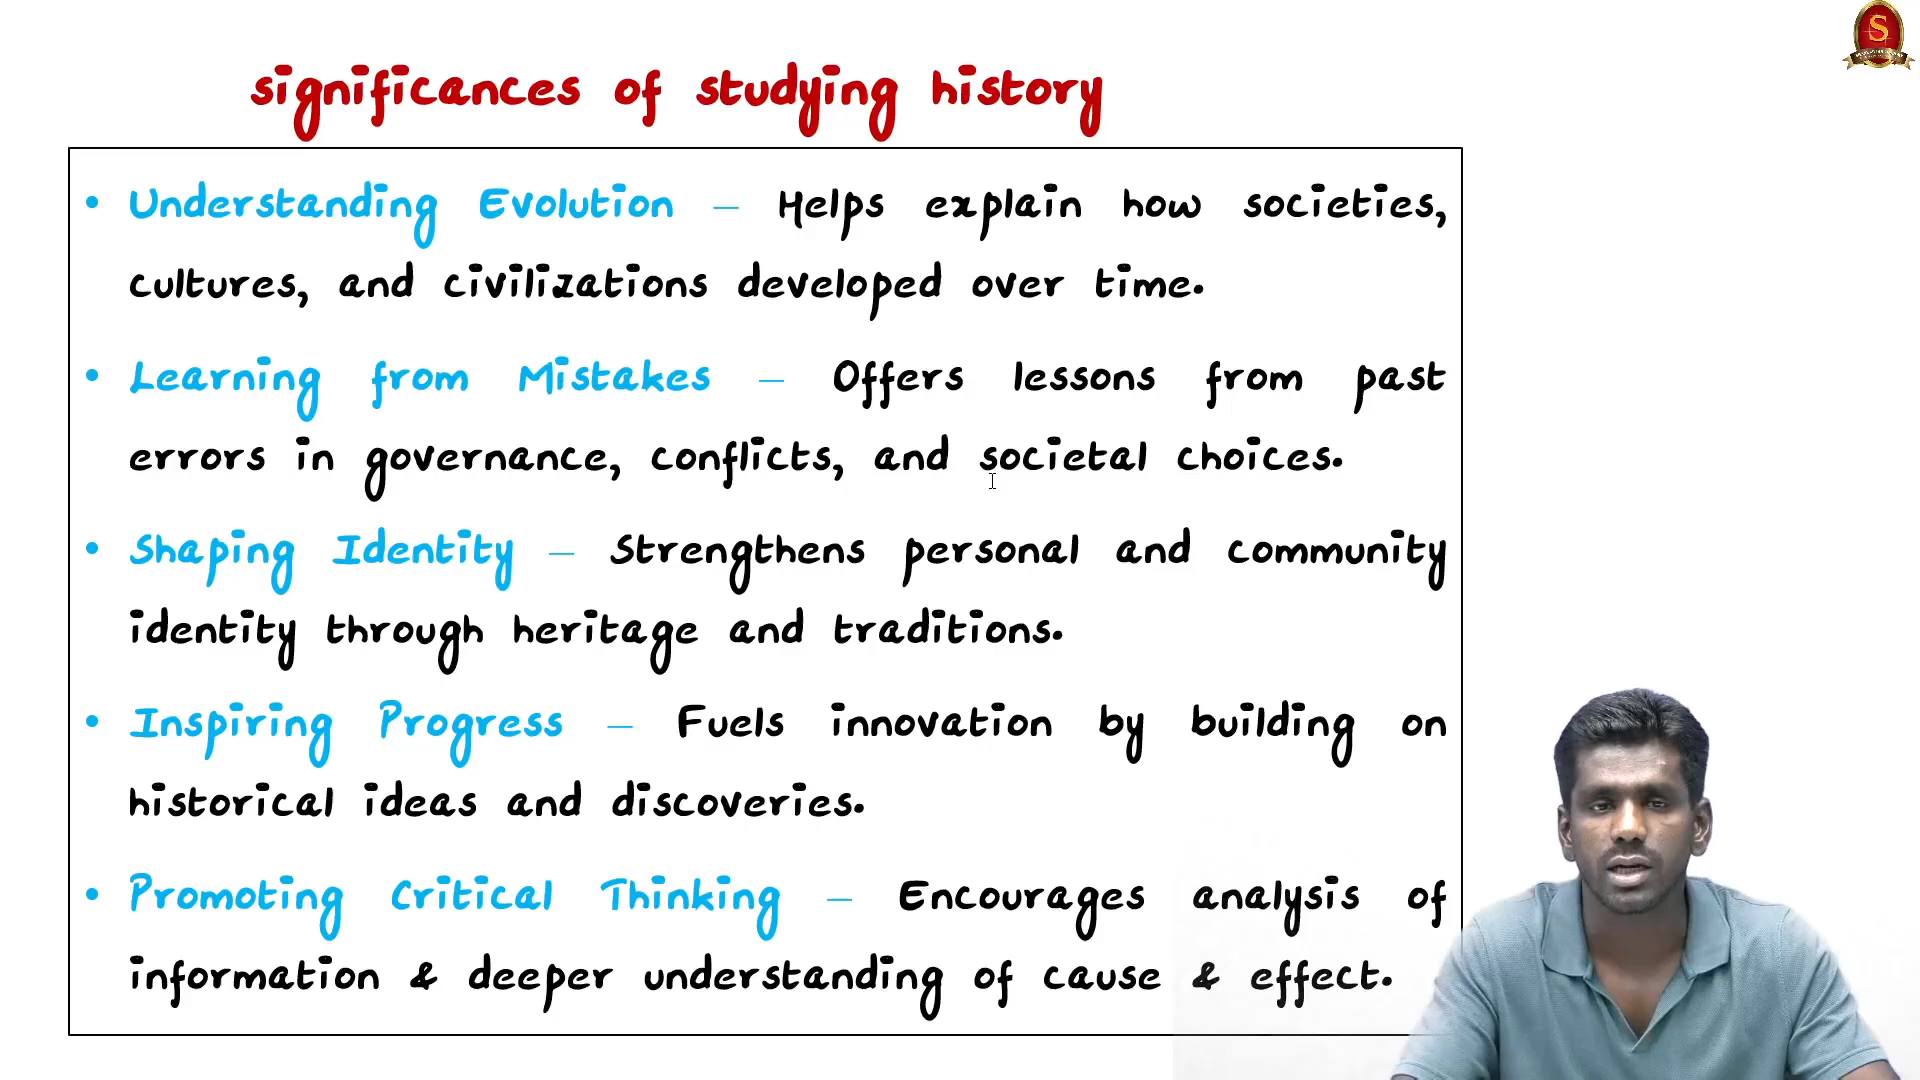 significances of studying history
• Understanding Evolution – Helps explain how societies,
cultures, and civilizations developed over time.
• Learning from Mistakes – Offers lessons from past
errors in governance, conflicts, and societal choices.
• Shaping Identity – Strengthens personal and community
identity through heritage and traditions.
• Inspiring Progress – Fuels innovation by building on
historical ideas and discoveries.
• Promoting Critical Thinking – Encourages analysis of
information & deeper understanding of cause & effect.
S